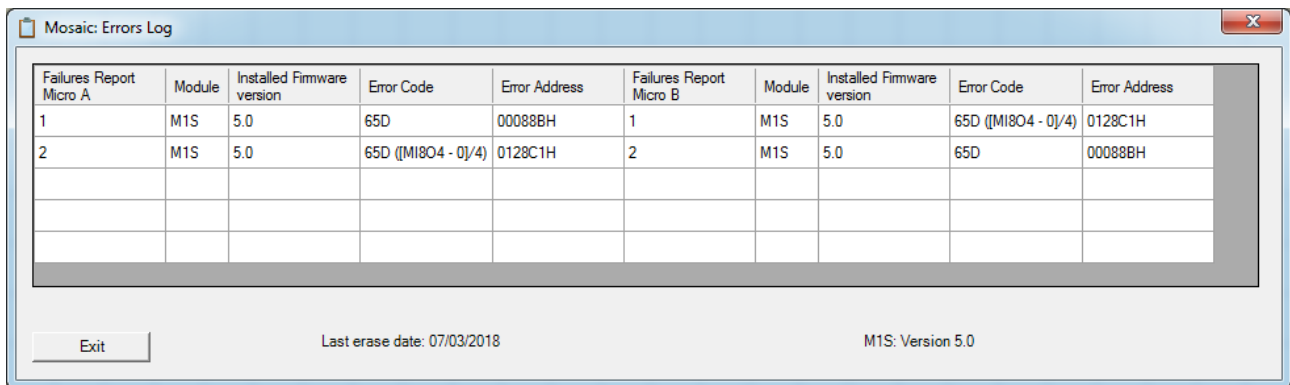 Mosaic: Errors Log
Failures Report Micro A Module Installed Firmware version Error Code Error Address Failures Report Micro B Module Installed Firmware version Error Code Error Address
1 M1S 5.0 65D 00088BH 1 M1S 5.0 65D ([MI8O4 - 0]/4) 0128C1H
2 M1S 5.0 65D ([MI8O4 - 0]/4) 0128C1H 2 M1S 5.0 65D 00088BH
Exit Last erase date: 07/03/2018 M1S: Version 5.0